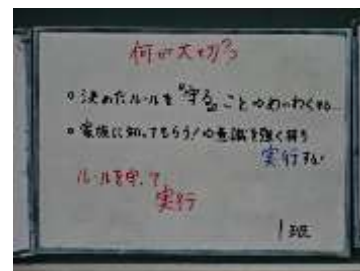 何が大切?
○決めたルールを"守る"こと
○家族に知ってもらう!の意識を強く持ち
実行する!
ルールを守って
実行
1班